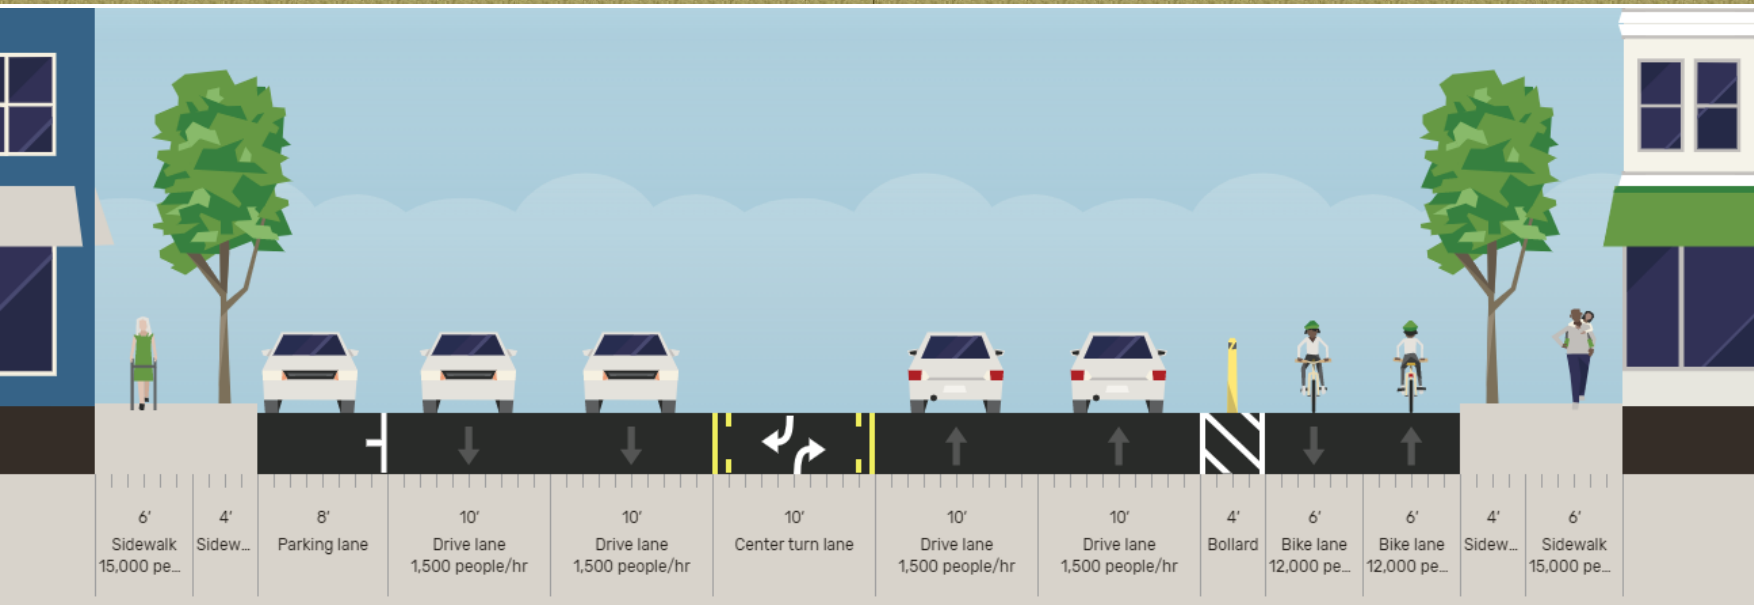 6′
Sidewalk
15,000 pe...
4′
Sidew...
8′
Parking lane
10′
Drive lane
1,500 people/hr
10′
Drive lane
1,500 people/hr
10′
Center turn lane
10′
Drive lane
1,500 people/hr
10′
Drive lane
1,500 people/hr
4′
Bollard
6′
Bike lane
12,000 pe...
6′
Bike lane
12,000 pe...
4′
Sidew...
6′
Sidewalk
15,000 pe...